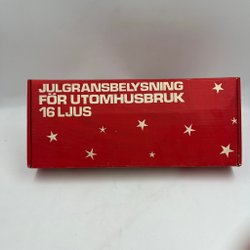 JULGRANSBELYSNING
FÖR UTOMHUSBRUK
16 LJUS